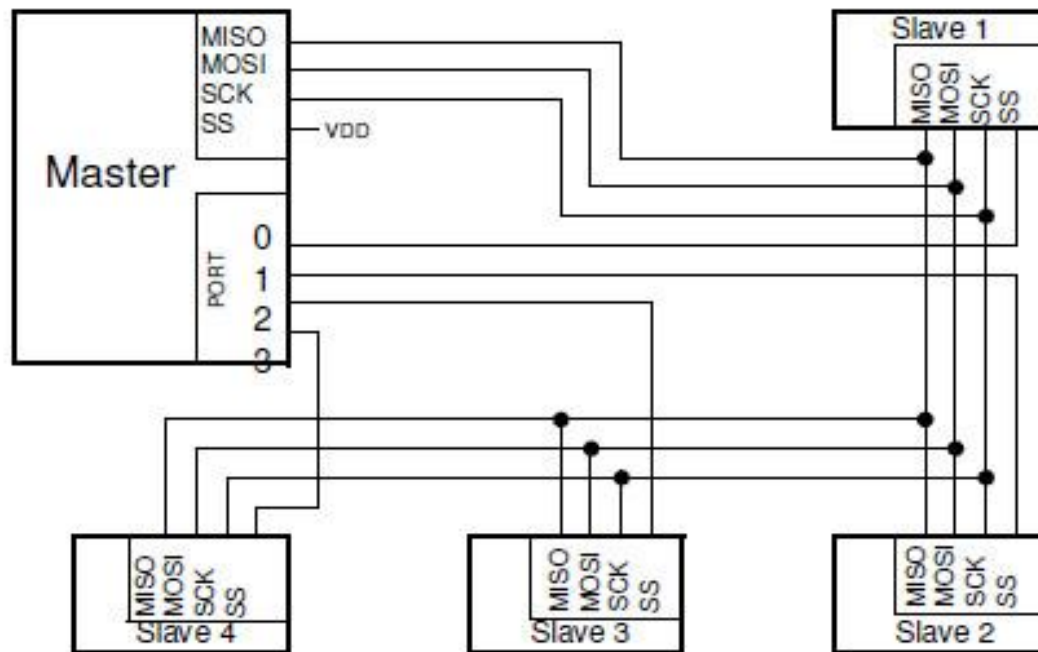 MISO
MOSI
SCK
SS
VDD
Master
PORT
0
1
2
3
Slave 1
MISO
MOSI
SCK
SS
MISO
MOSI
SCK
SS
Slave 4
MISO
MOSI
SCK
SS
Slave 3
MISO
MOSI
SCK
SS
Slave 2